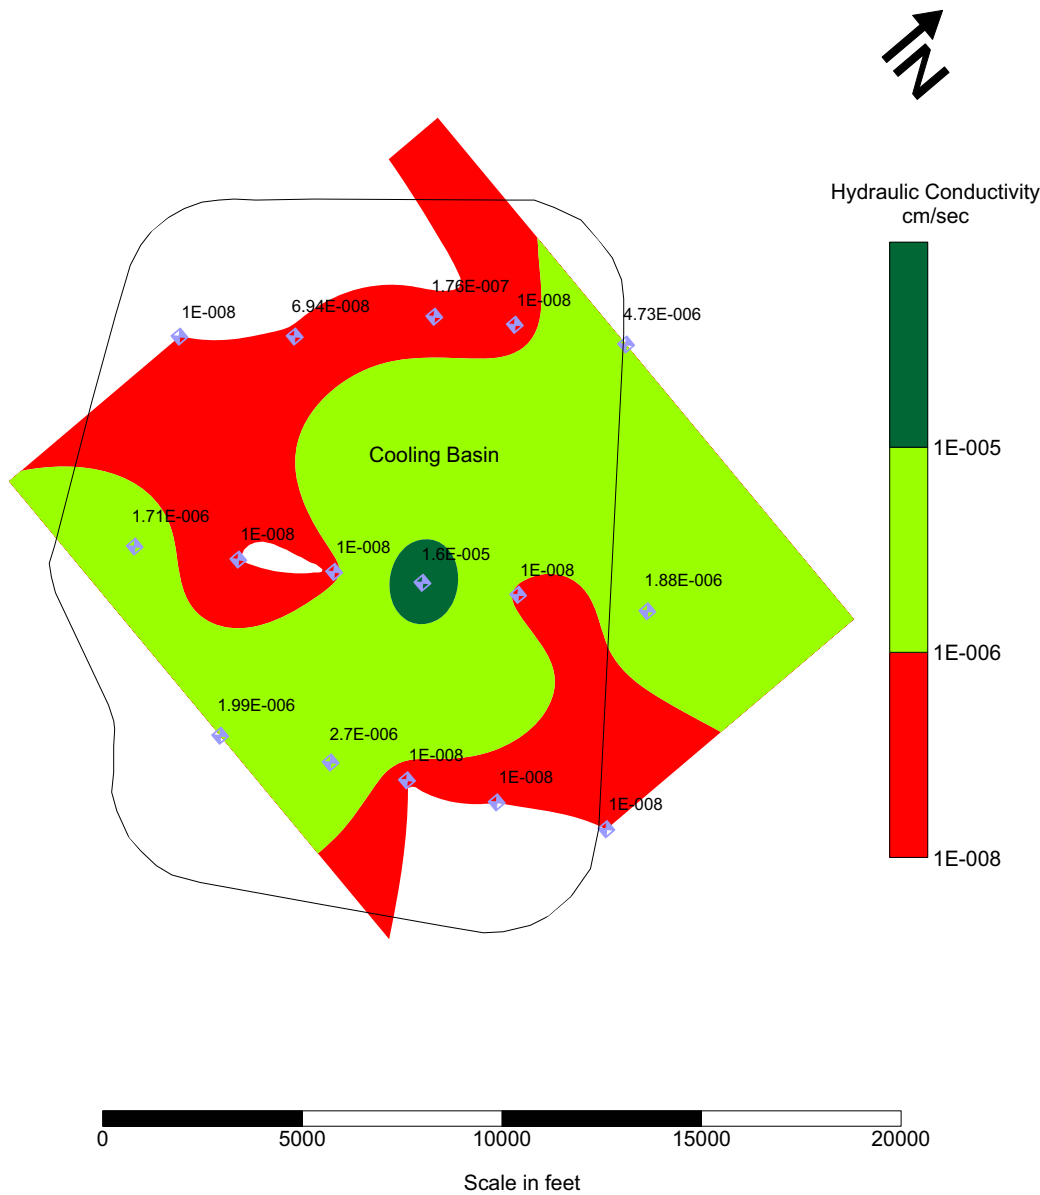 N
Hydraulic Conductivity
cm/sec
1.76E-007
1E-008
6.94E-008
1E-008
4.73E-006
1E-005
Cooling Basin
1.71E-006
1E-008
1E-008
1.6E-005
1E-008
1.88E-006
1E-006
1.99E-006
2.7E-006
1E-008
1E-008
1E-008
1E-008
0
5000
10000
15000
20000
Scale in feet